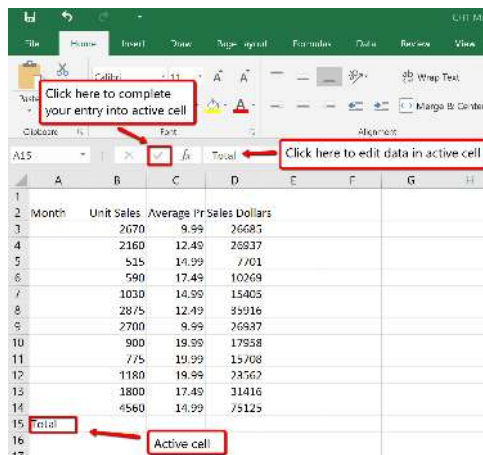 CHT M
File Home Insert Draw Page Layout Formulas Data Review View
Calibri 11 A A Wrap Text
Paste A Merge & Center
Clipboard Font Alignment
Click here to complete
your entry into active cell
A15 fx Total
Click here to edit data in active cell
A B C D E F G H
1
2 Month Unit Sales Average Pr Sales Dollars
3 2670 9.99 26685
4 2160 12.49 26937
5 515 14.99 7701
6 590 17.49 10269
7 1030 14.99 15405
8 2875 12.49 35916
9 2700 9.99 26937
10 900 19.99 17958
11 775 19.99 15708
12 1180 19.99 23562
13 1800 17.49 31416
14 4560 14.99 75125
15 Total
16
Active cell
17